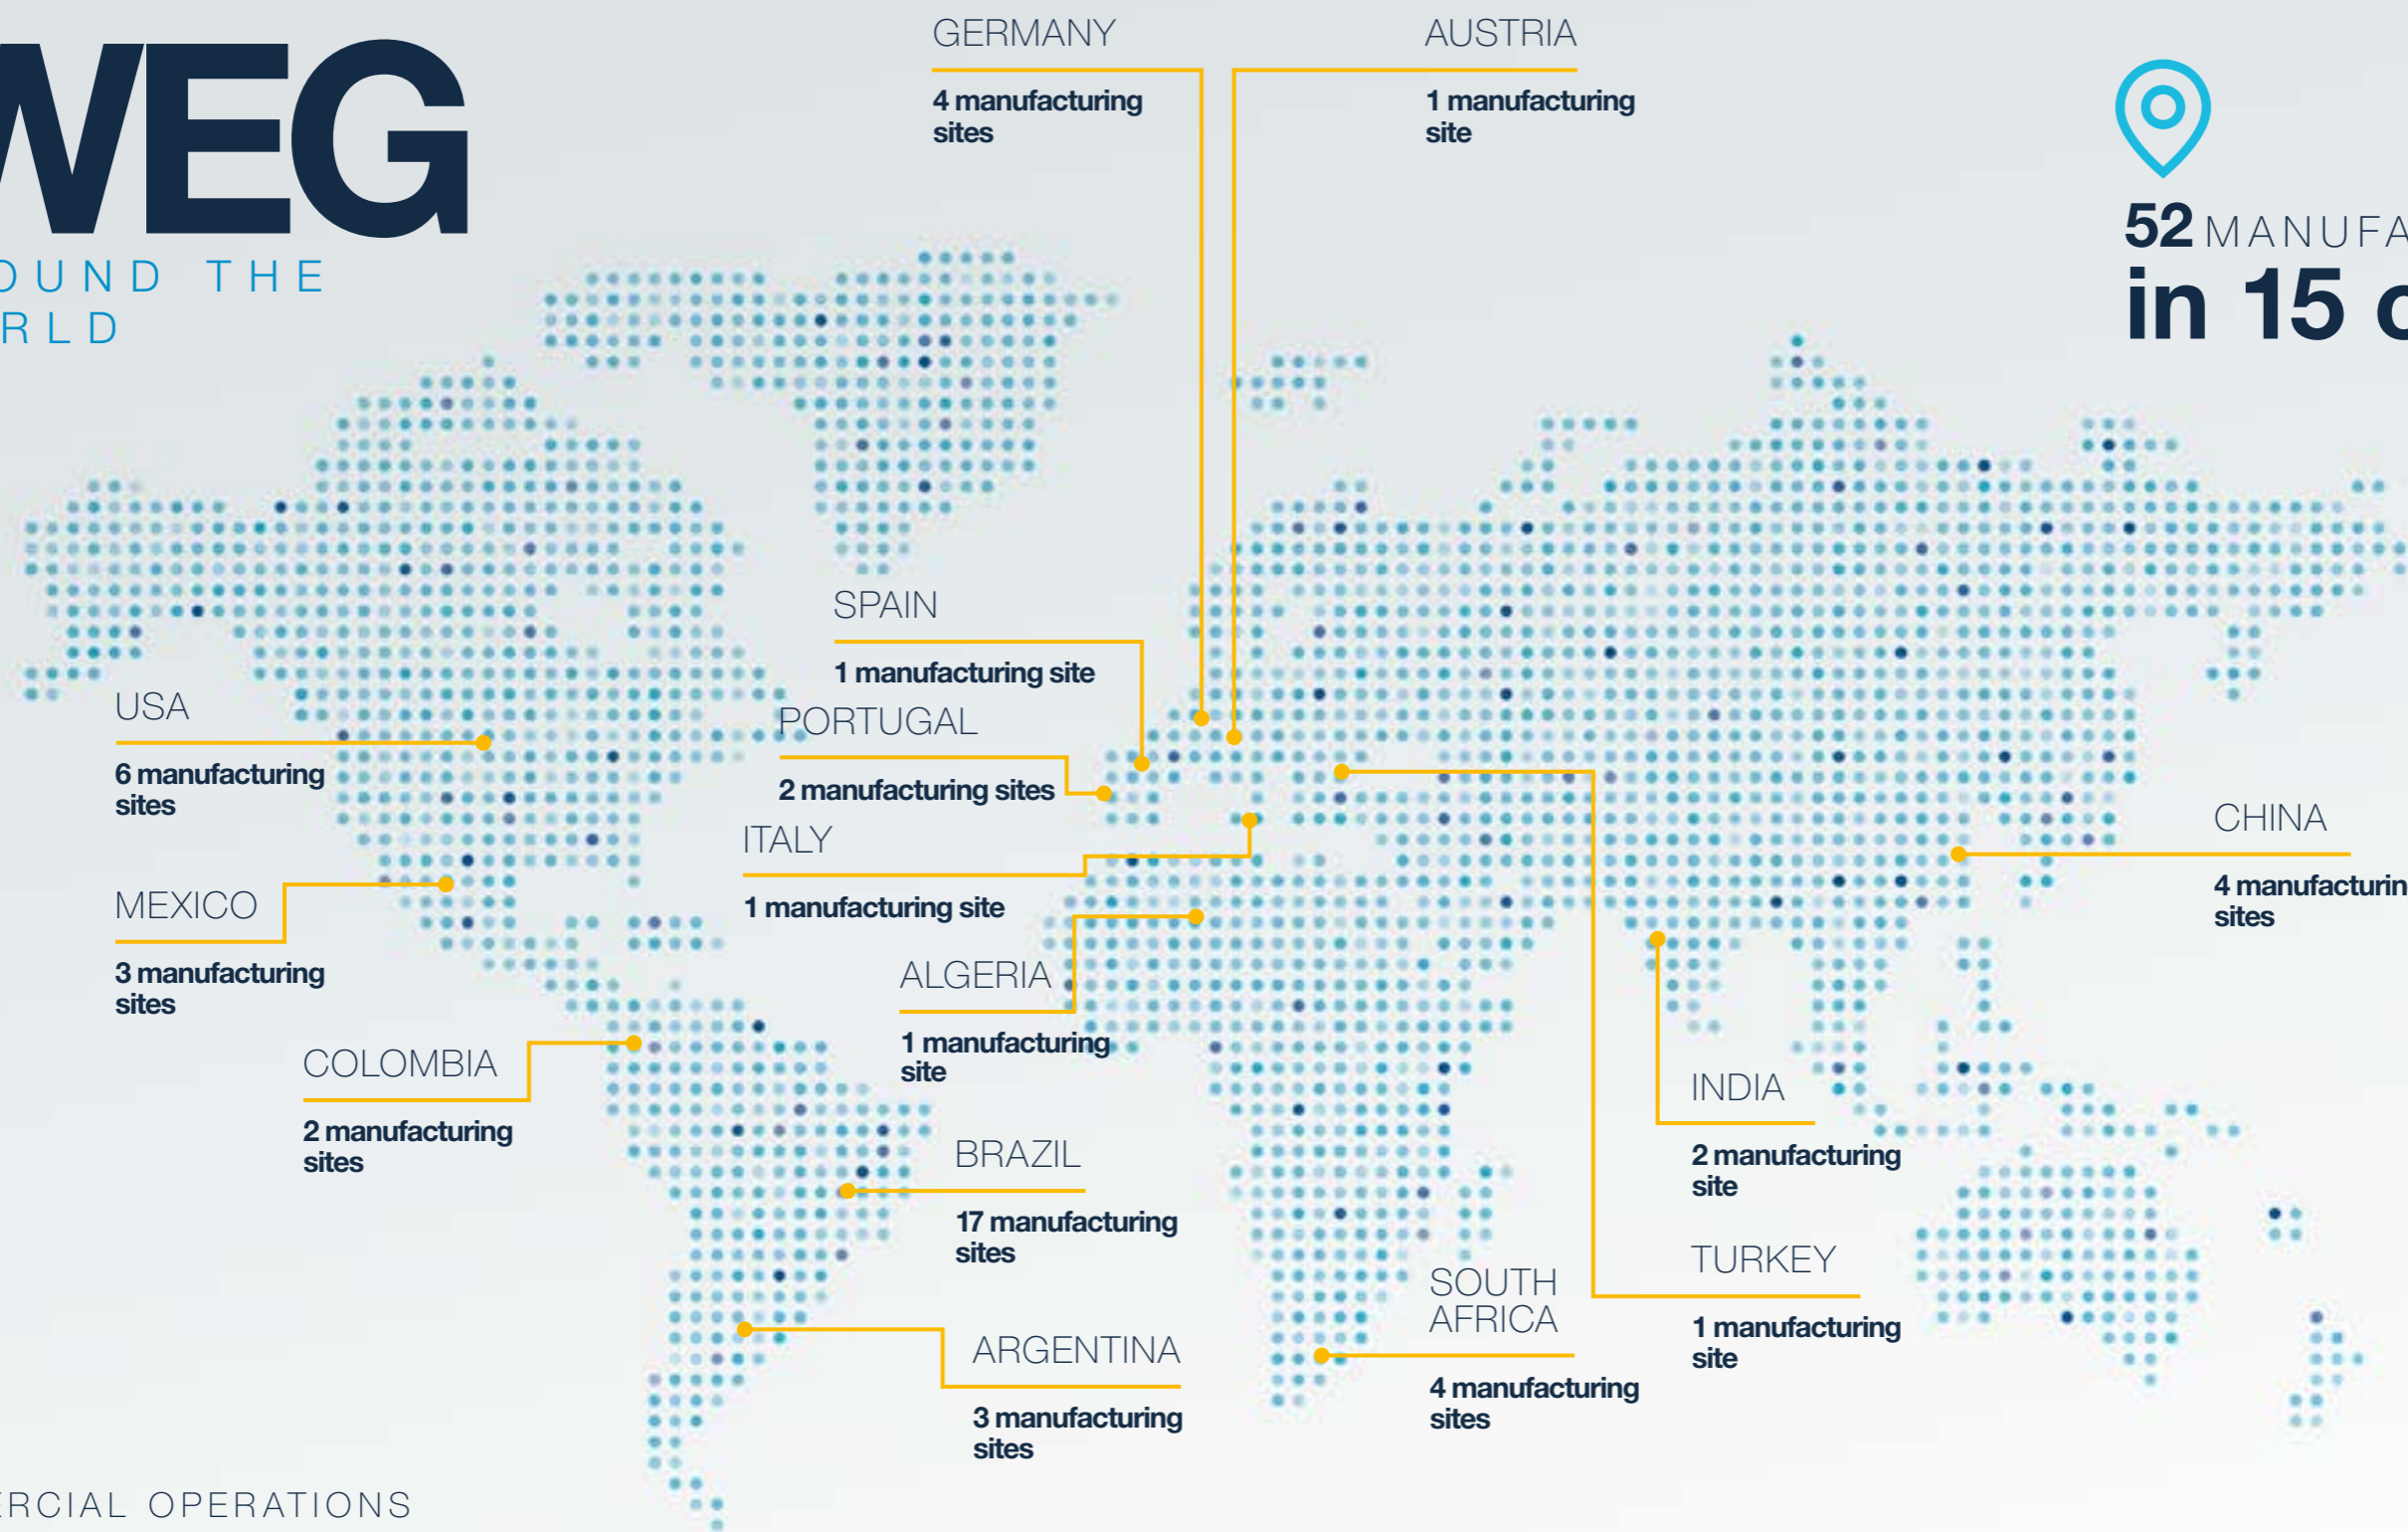 WEG
OUND THE
RLD
GERMANY
4 manufacturing
sites
AUSTRIA
1 manufacturing
site
52 MANUFA
in 15 c
SPAIN
1 manufacturing site
PORTUGAL
2 manufacturing sites
ITALY
1 manufacturing site
ALGERIA
1 manufacturing
site
USA
6 manufacturing
sites
MEXICO
3 manufacturing
sites
COLOMBIA
2 manufacturing
sites
BRAZIL
17 manufacturing
sites
ARGENTINA
3 manufacturing
sites
SOUTH
AFRICA
4 manufacturing
sites
INDIA
2 manufacturing
site
TURKEY
1 manufacturing
site
CHINA
4 manufacturin
sites
ERCIAL OPERATIONS